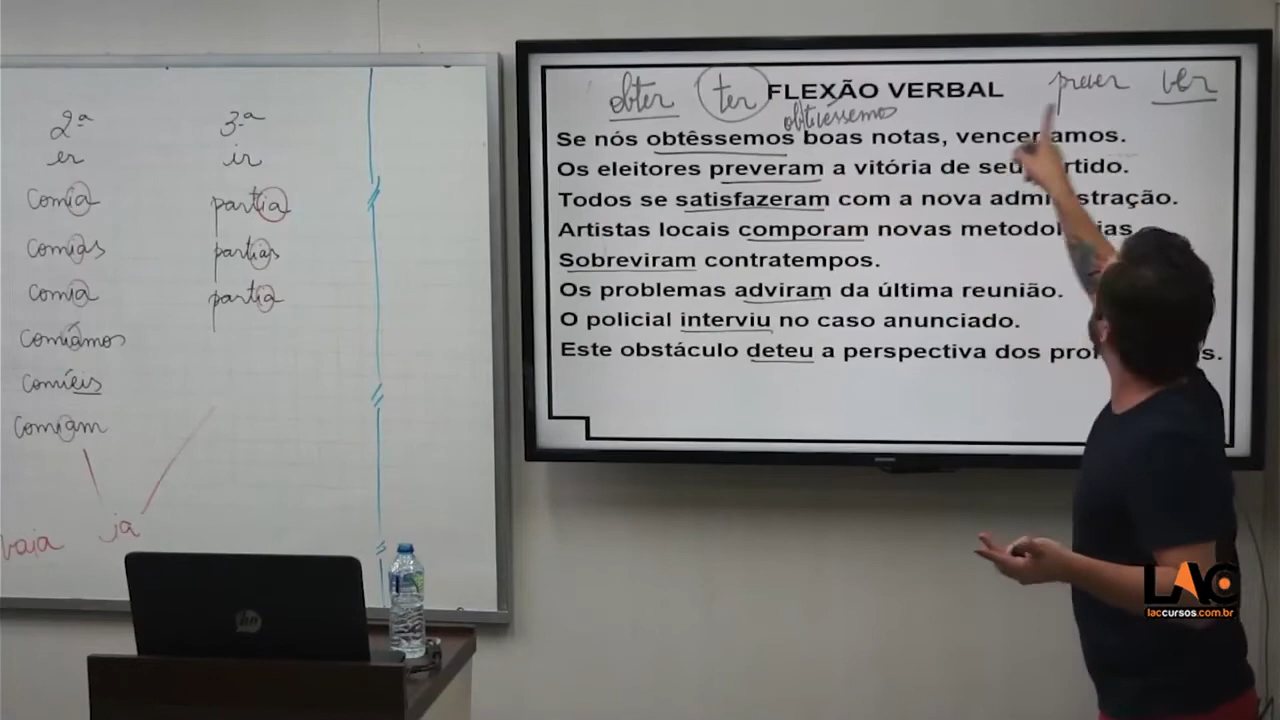 2ª 3ª
er ir
comia partia
comias partias
comia partia
comíamos
comíeis
comiam
ia
obter ter FLEXÃO VERBAL prever ver
obtivéssemos
Se nós obtêssemos boas notas, venceríamos.
Os eleitores preveram a vitória de seu partido.
Todos se satisfazeram com a nova administração.
Artistas locais comporam novas metodologias
Sobreviram contratempos.
Os problemas adviram da última reunião.
O policial interviu no caso anunciado.
Este obstáculo deteu a perspectiva dos
hp
LAC
laccursos.com.br